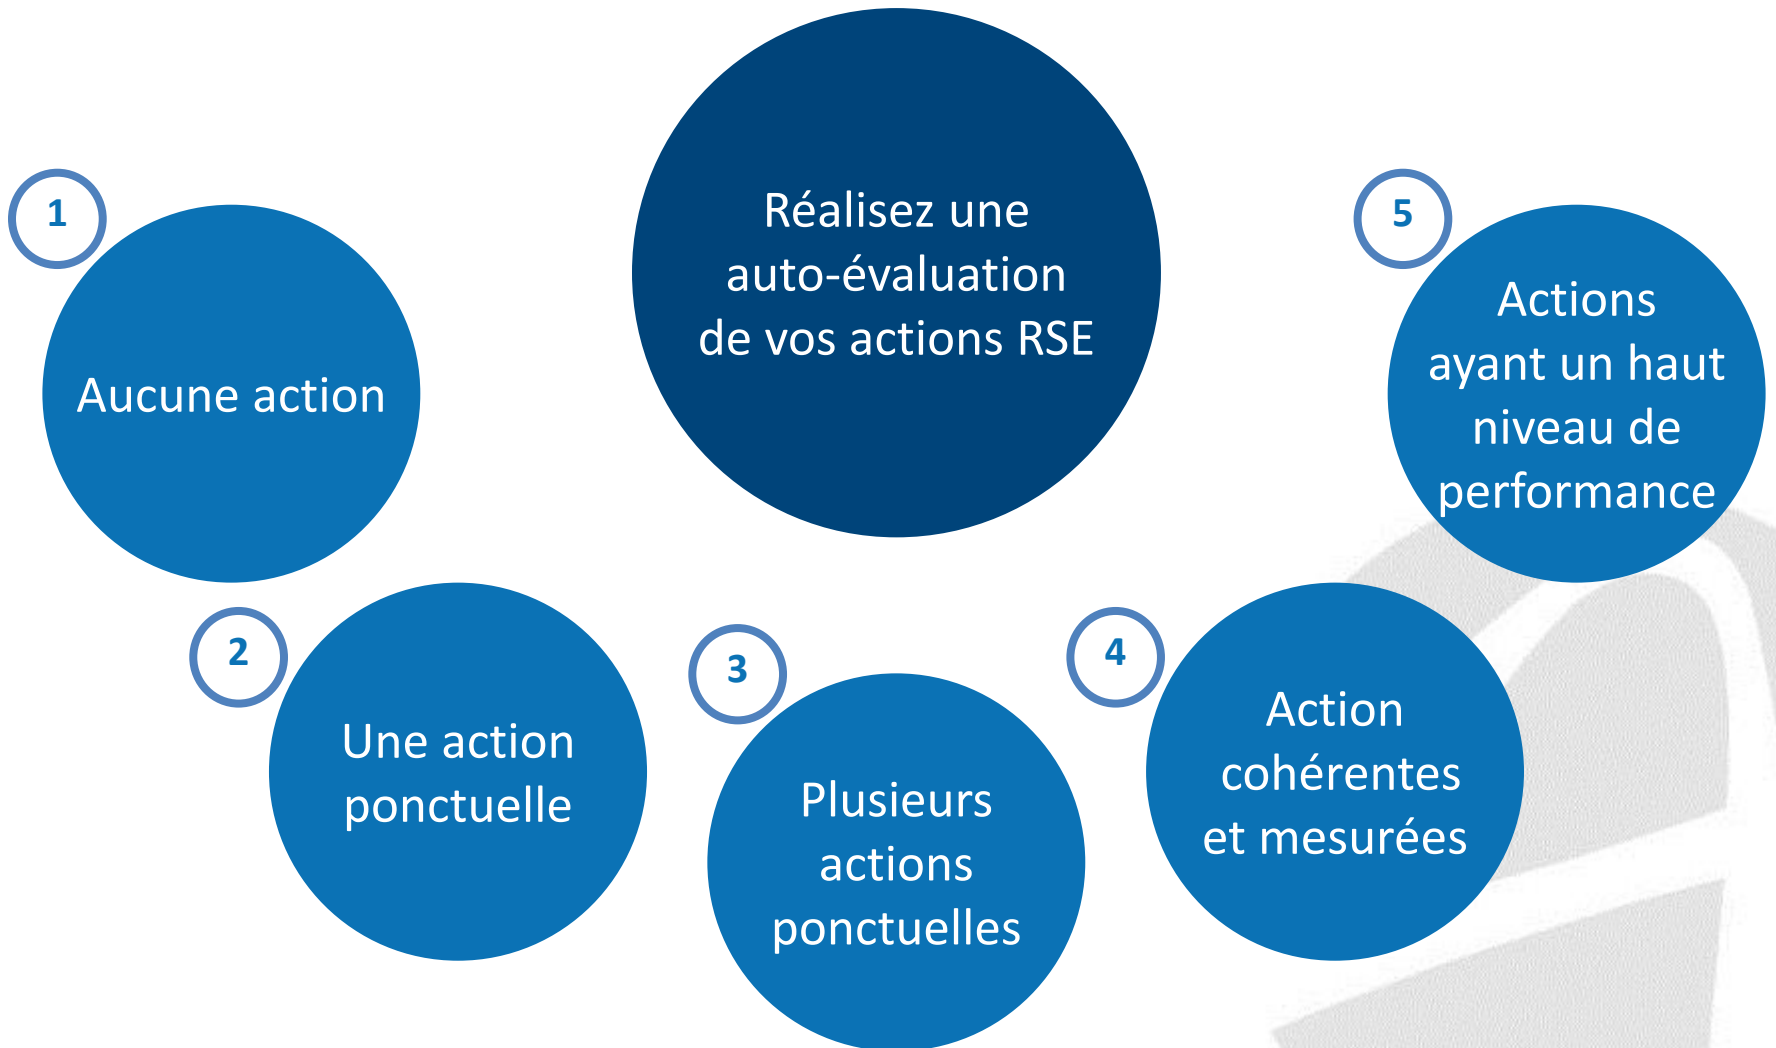 Réalisez une
auto-évaluation
de vos actions RSE
1
Aucune action
2
Une action
ponctuelle
3
Plusieurs
actions
ponctuelles
4
Action
cohérentes
et mesurées
5
Actions
ayant un haut
niveau de
performance